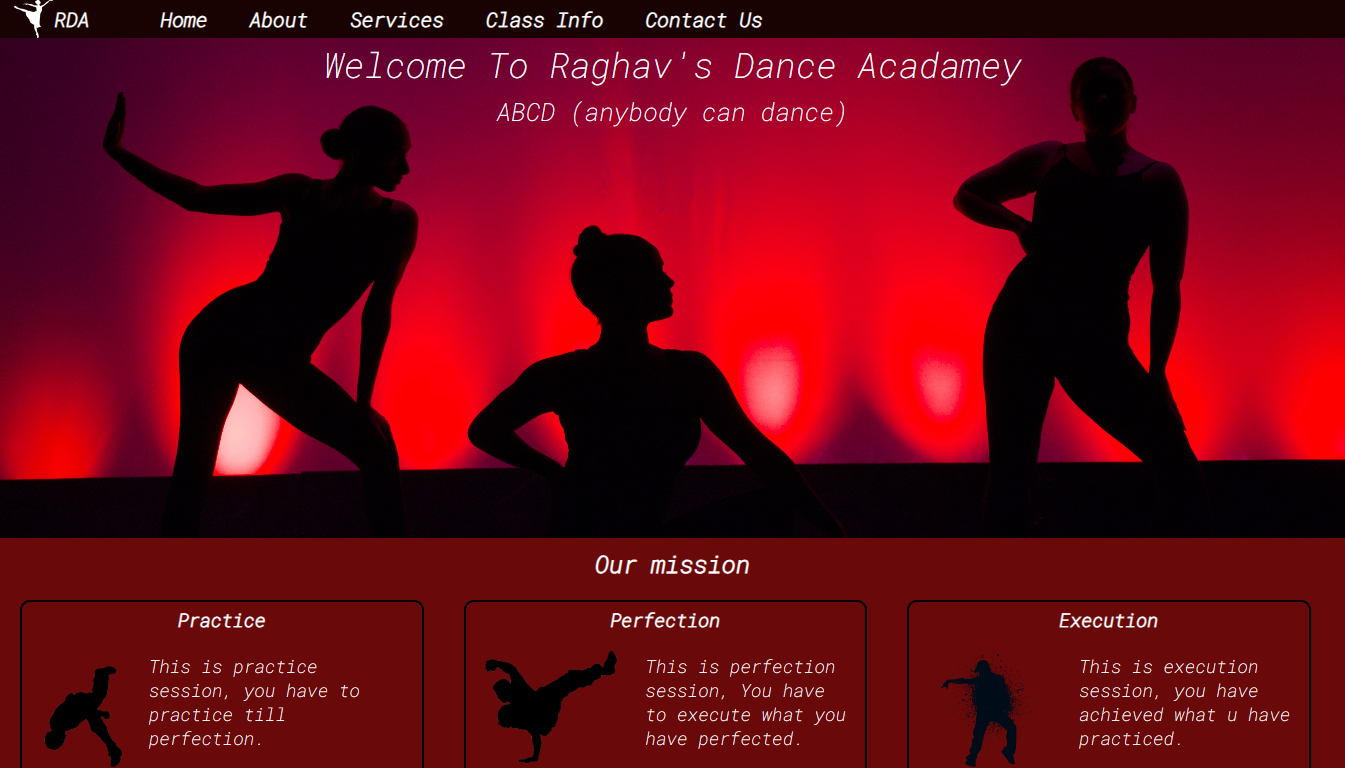 RDA Home About Services Class Info Contact Us
Welcome To Raghav's Dance Acadamey
ABCD (anybody can dance)
Our mission
Practice
This is practice
session, you have to
practice till
perfection.
Perfection
This is perfection
session, You have
to execute what you
have perfected.
Execution
This is execution
session, you have
achieved what u have
practiced.